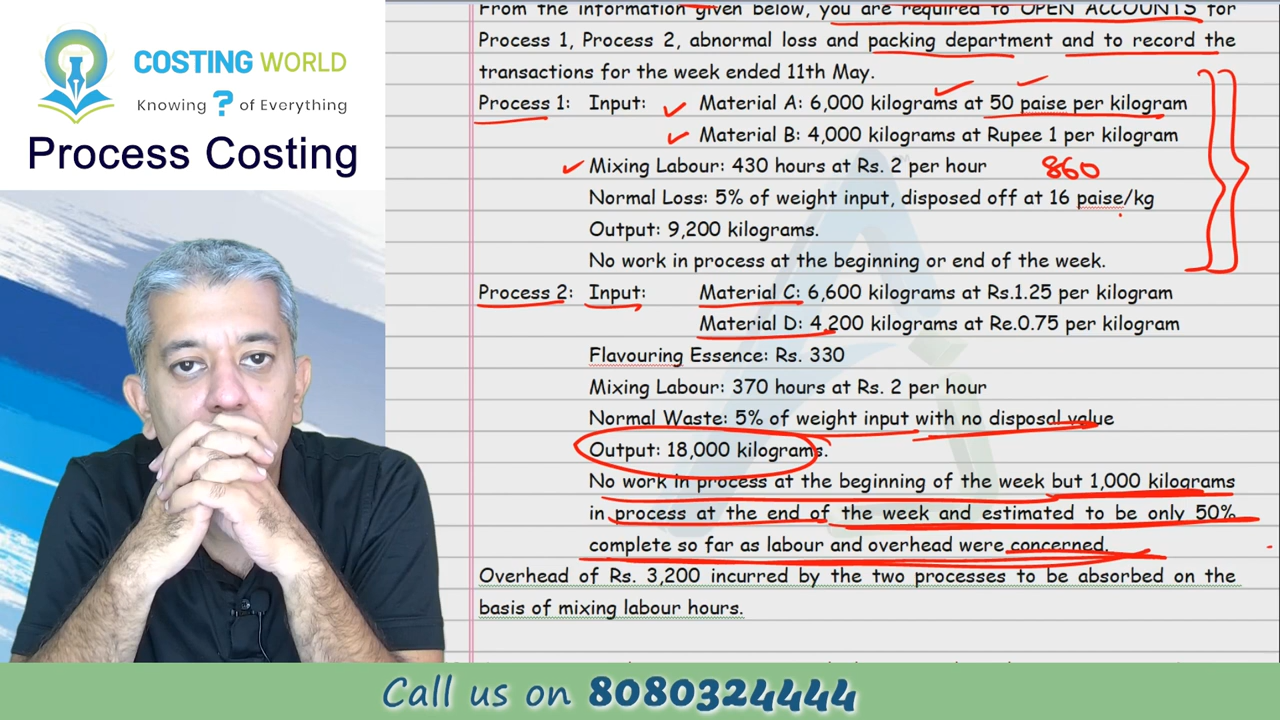 COSTING WORLD
Knowing ? of Everything
Process Costing
From the information given below, you are required to OPEN ACCOUNTS for
Process 1, Process 2, abnormal loss and packing department and to record the
transactions for the week ended 11th May.
Process 1: Input: Material A: 6,000 kilograms at 50 paise per kilogram
Material B: 4,000 kilograms at Rupee 1 per kilogram
Mixing Labour: 430 hours at Rs. 2 per hour 860
Normal Loss: 5% of weight input, disposed off at 16 paise/kg
Output: 9,200 kilograms.
No work in process at the beginning or end of the week.
Process 2: Input: Material C: 6,600 kilograms at Rs.1.25 per kilogram
Material D: 4,200 kilograms at Re.0.75 per kilogram
Flavouring Essence: Rs. 330
Mixing Labour: 370 hours at Rs. 2 per hour
Normal Waste: 5% of weight input with no disposal value
Output: 18,000 kilograms.
No work in process at the beginning of the week but 1,000 kilograms
in process at the end of the week and estimated to be only 50%
complete so far as labour and overhead were concerned.
Overhead of Rs. 3,200 incurred by the two processes to be absorbed on the
basis of mixing labour hours.
Call us on 8080324444